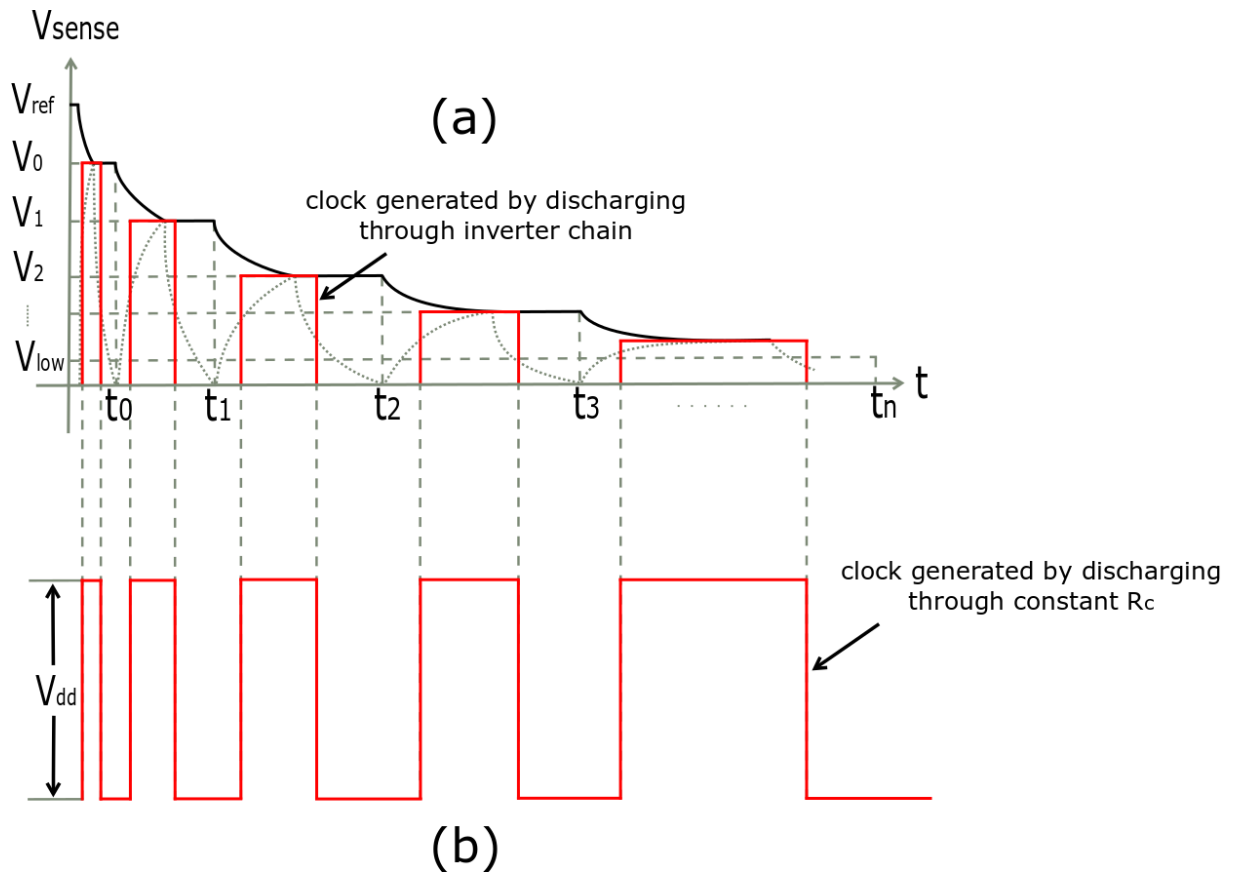 Vsense
Vref
(a)
V0
clock generated by discharging
through inverter chain
V1
V2
Vlow
t0
t1
t2
t3
tn
t
clock generated by discharging
through constant Rc
Vdd
(b)